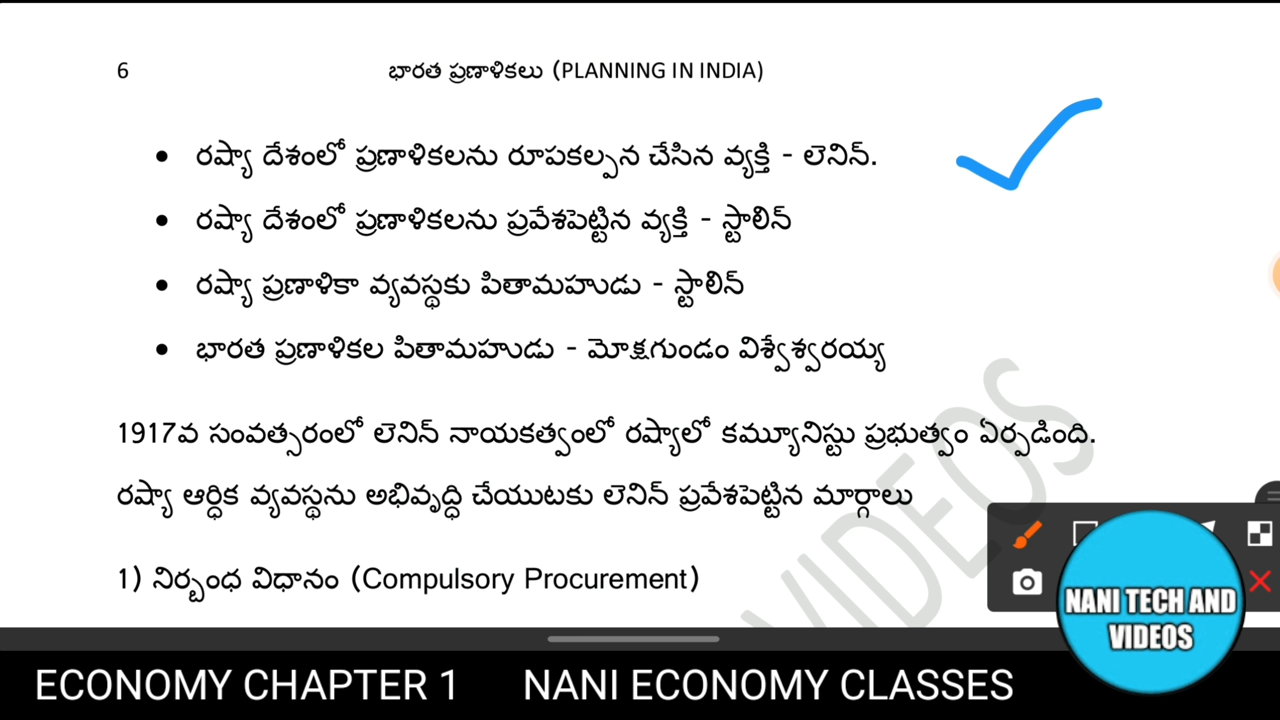 6 భారత ప్రణాళికలు (PLANNING IN INDIA)
• రష్యా దేశంలో ప్రణాళికలను రూపకల్పన చేసిన వ్యక్తి - లెనిన్.
• రష్యా దేశంలో ప్రణాళికలను ప్రవేశపెట్టిన వ్యక్తి - స్టాలిన్
• రష్యా ప్రణాళికా వ్యవస్థకు పితామహుడు - స్టాలిన్
• భారత ప్రణాళికల పితామహుడు - మోక్షగుండం విశ్వేశ్వరయ్య
1917వ సంవత్సరంలో లెనిన్ నాయకత్వంలో రష్యాలో కమ్యూనిస్టు ప్రభుత్వం ఏర్పడింది.
రష్యా ఆర్ధిక వ్యవస్థను అభివృద్ధి చేయుటకు లెనిన్ ప్రవేశపెట్టిన మార్గాలు
1) నిర్బంధ విధానం (Compulsory Procurement)
VIDEOS
NANI TECH AND
VIDEOS
ECONOMY CHAPTER 1 NANI ECONOMY CLASSES